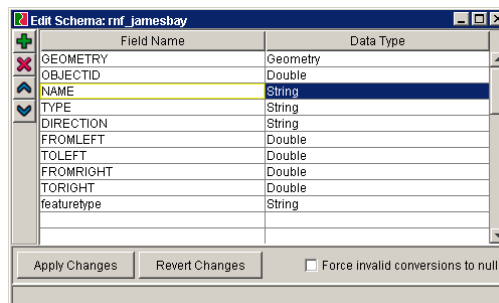 Edit Schema: rnf_jamesbay
Field Name Data Type
GEOMETRY Geometry
OBJECTID Double
NAME String
TYPE String
DIRECTION String
FROMLEFT Double
TOLEFT Double
FROMRIGHT Double
TORIGHT Double
featuretype String
Apply Changes Revert Changes Force invalid conversions to null